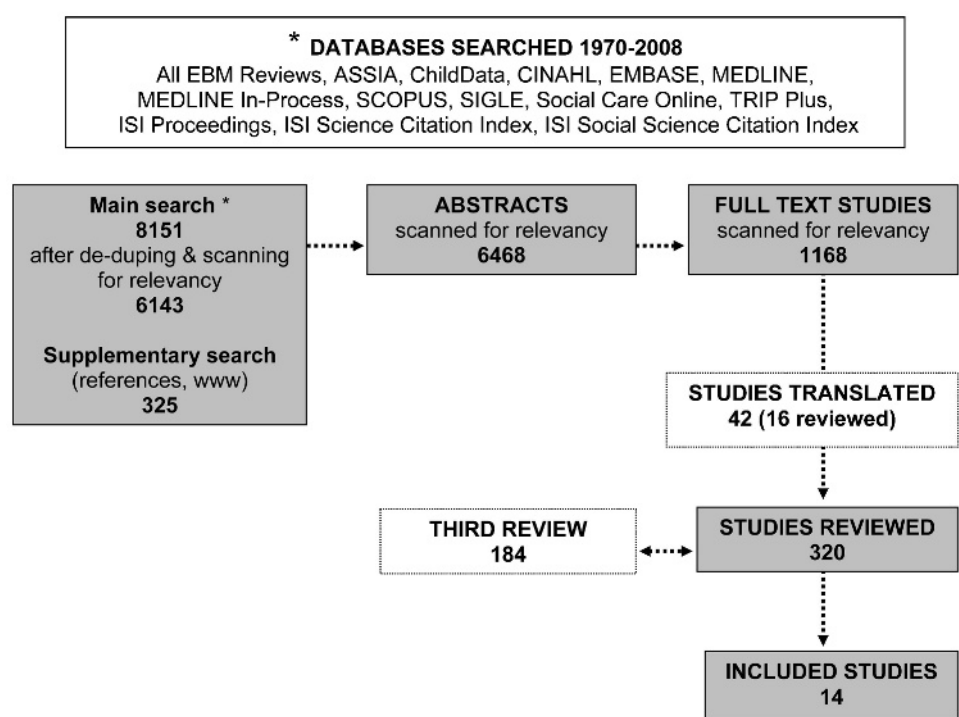 * DATABASES SEARCHED 1970-2008
All EBM Reviews, ASSIA, ChildData, CINAHL, EMBASE, MEDLINE,
MEDLINE In-Process, SCOPUS, SIGLE, Social Care Online, TRIP Plus,
ISI Proceedings, ISI Science Citation Index, ISI Social Science Citation Index
Main search *
8151
after de-duping & scanning
for relevancy
6143
Supplementary search
(references, www)
325
ABSTRACTS
scanned for relevancy
6468
FULL TEXT STUDIES
scanned for relevancy
1168
STUDIES TRANSLATED
42 (16 reviewed)
THIRD REVIEW
184
STUDIES REVIEWED
320
INCLUDED STUDIES
14